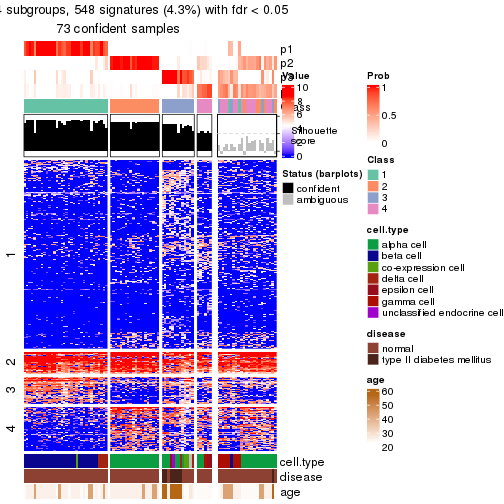 subgroups, 548 signatures (4.3%) with fdr < 0.05
73 confident samples
p1
p2
Value
10
8
6
4
2
0
Silhouette
score
Status (barplots)
confident
ambiguous
Prob
1
0.5
0
Class
1
2
3
4
cell.type
alpha cell
beta cell
co-expression cell
delta cell
epsilon cell
gamma cell
unclassified endocrine cell
disease
normal
type II diabetes mellitus
age
60
50
40
30
20
1
2
3
4
cell.type
disease
age